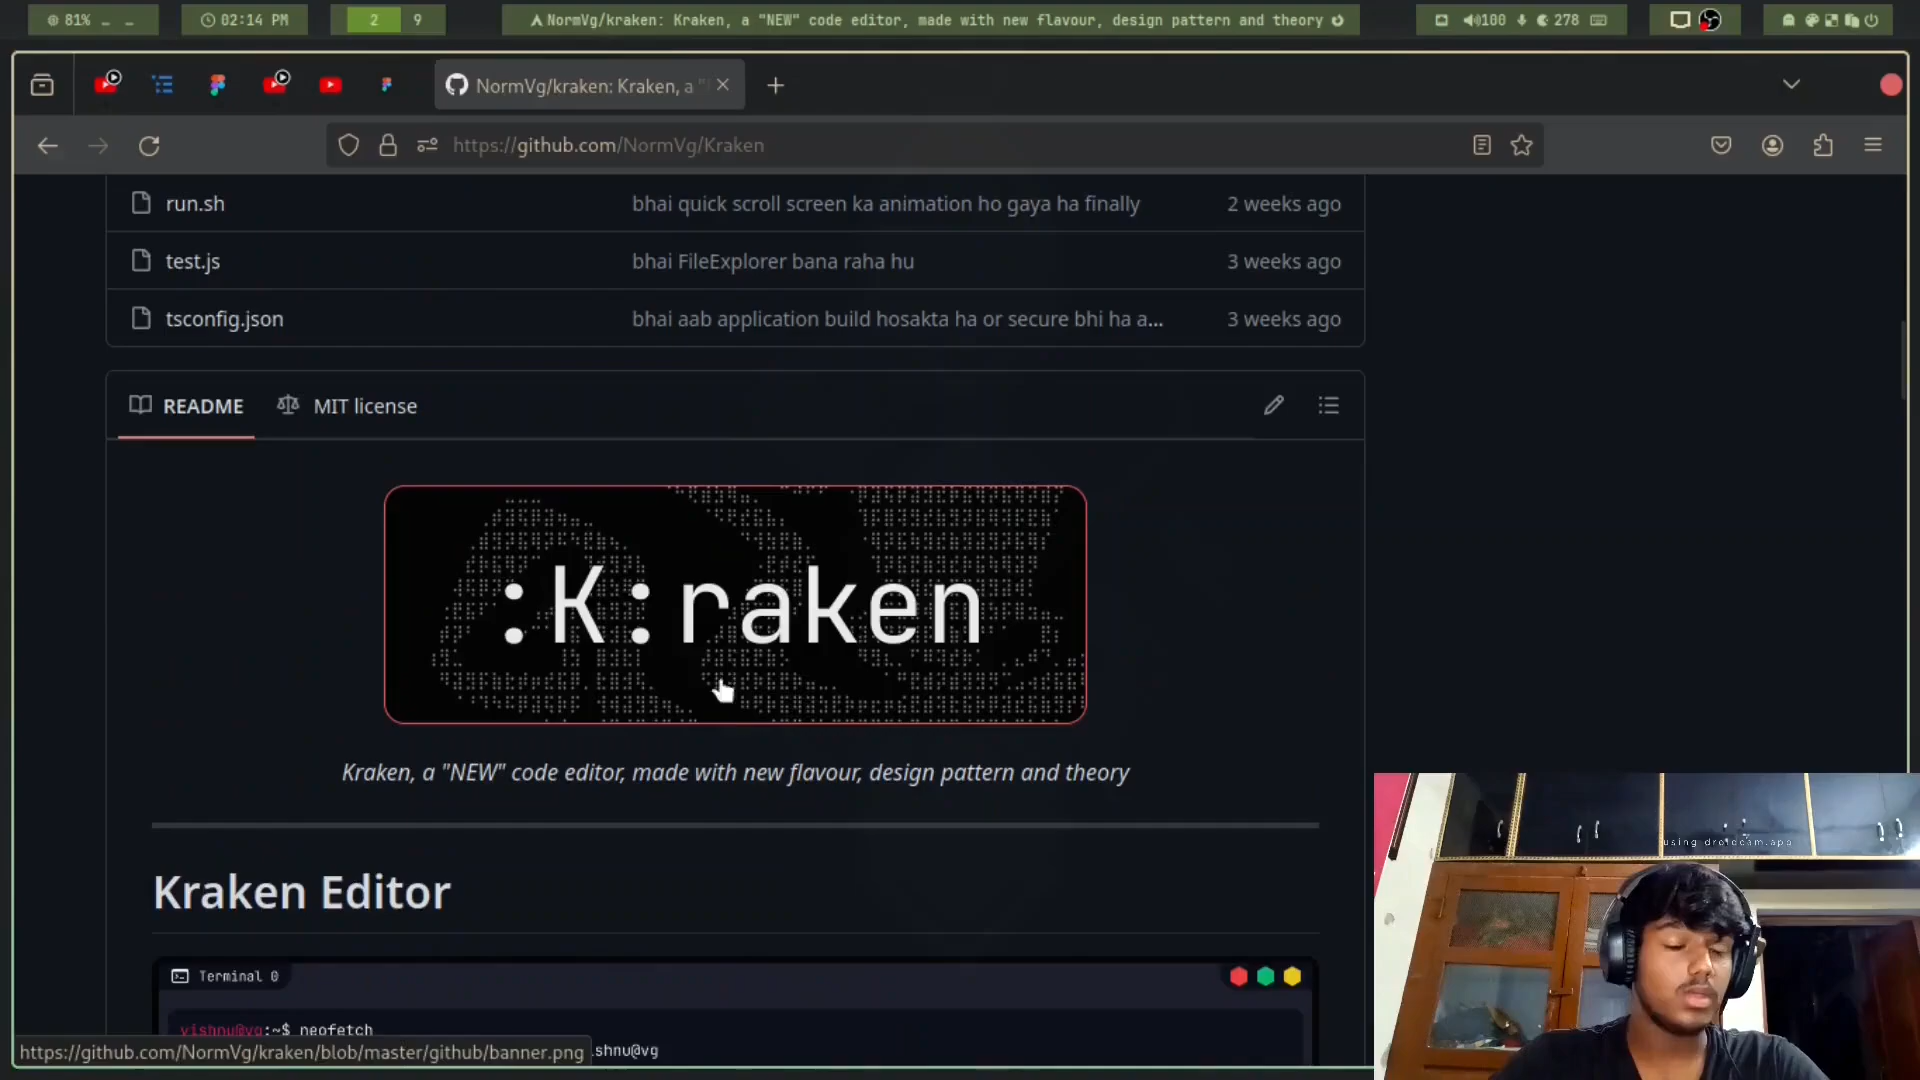 81% _ _
02:14 PM
2 9
NormVg/kraken: Kraken, a "NEW" code editor, made with new flavour, design pattern and theory
100
278
NormVg/kraken: Kraken, a "
https://github.com/NormVg/Kraken
run.sh bhai quick scroll screen ka animation ho gaya ha finally 2 weeks ago
test.js bhai FileExplorer bana raha hu 3 weeks ago
tsconfig.json bhai aab application build hosakta ha or secure bhi ha a... 3 weeks ago
README MIT license
:K:raken
Kraken, a "NEW" code editor, made with new flavour, design pattern and theory
using droidcam.app
Kraken Editor
Terminal 0
vishnu@vg:~$ neofetch
https://github.com/NormVg/kraken/blob/master/github/banner.png shnu@vg